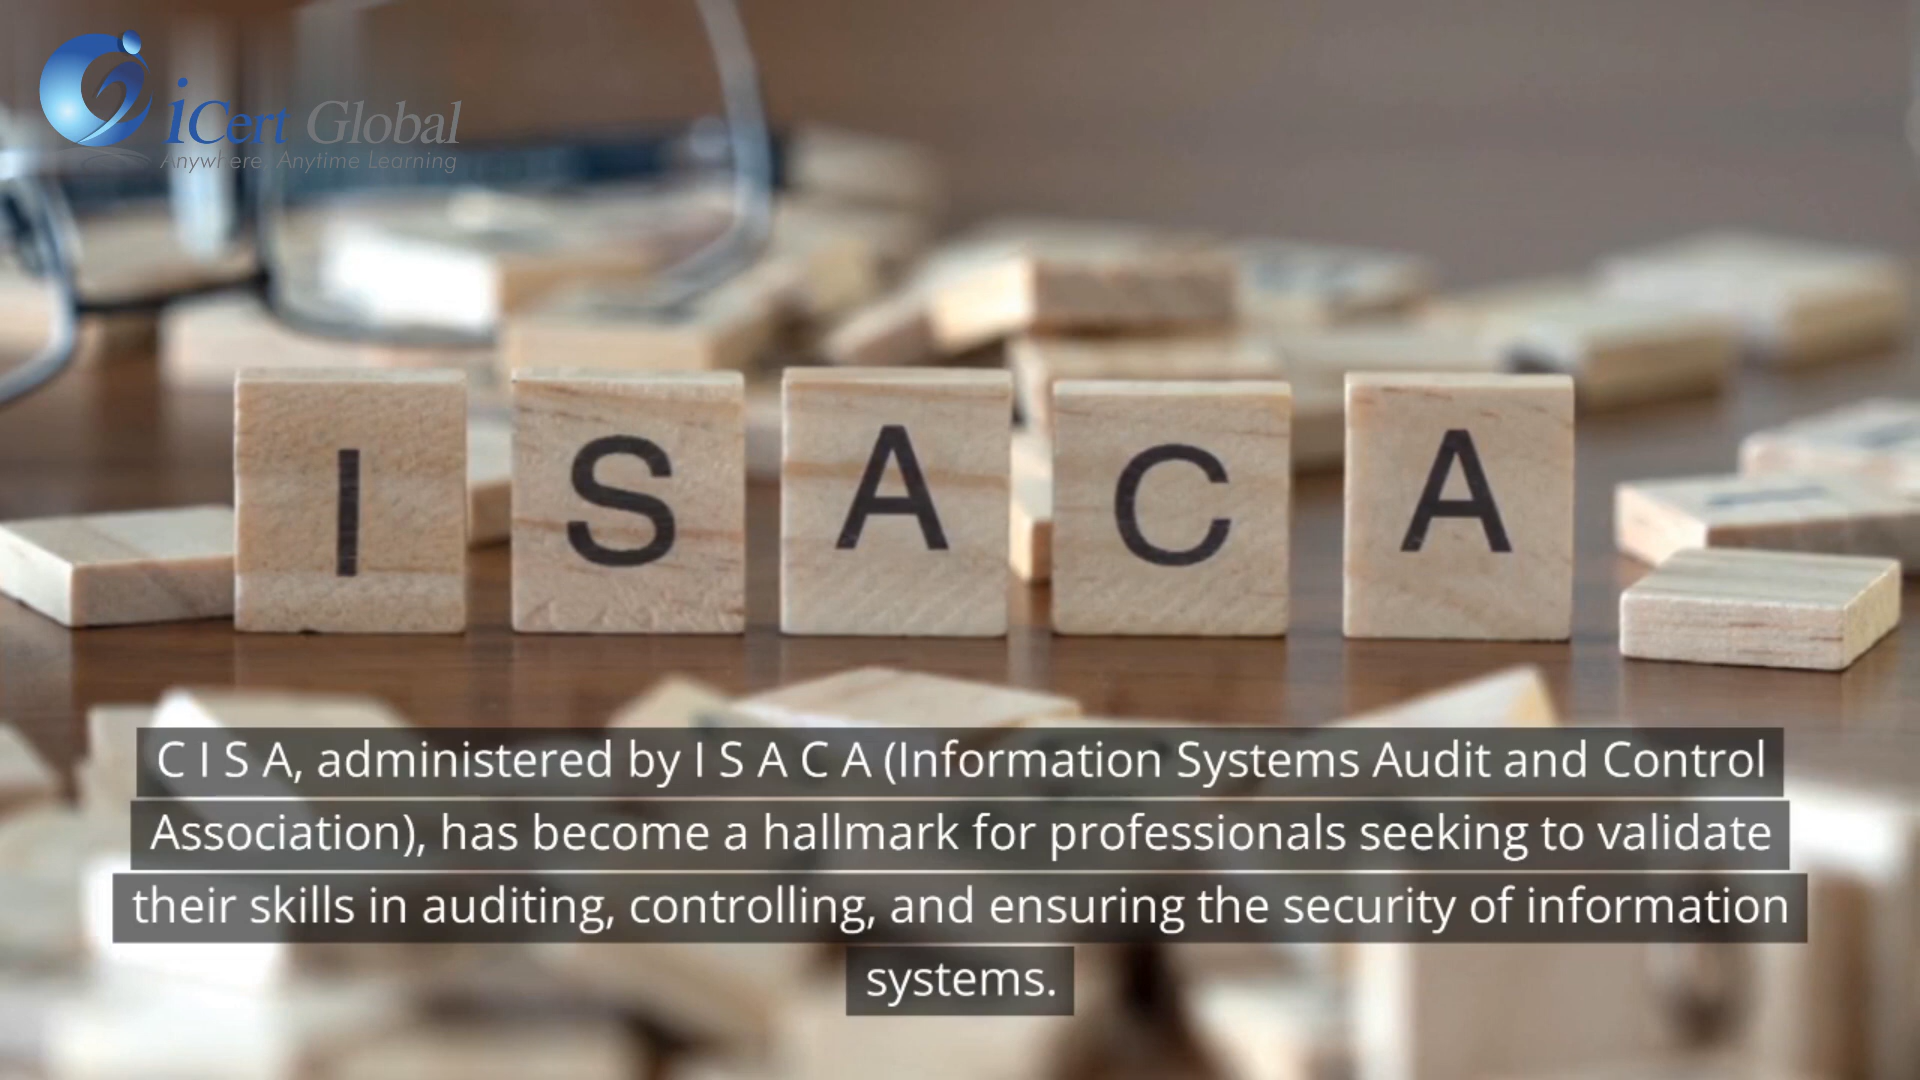 iCert Global
Anywhere, Anytime Learning
I S A C A
C I S A, administered by I S A C A (Information Systems Audit and Control
Association), has become a hallmark for professionals seeking to validate
their skills in auditing, controlling, and ensuring the security of information
systems.